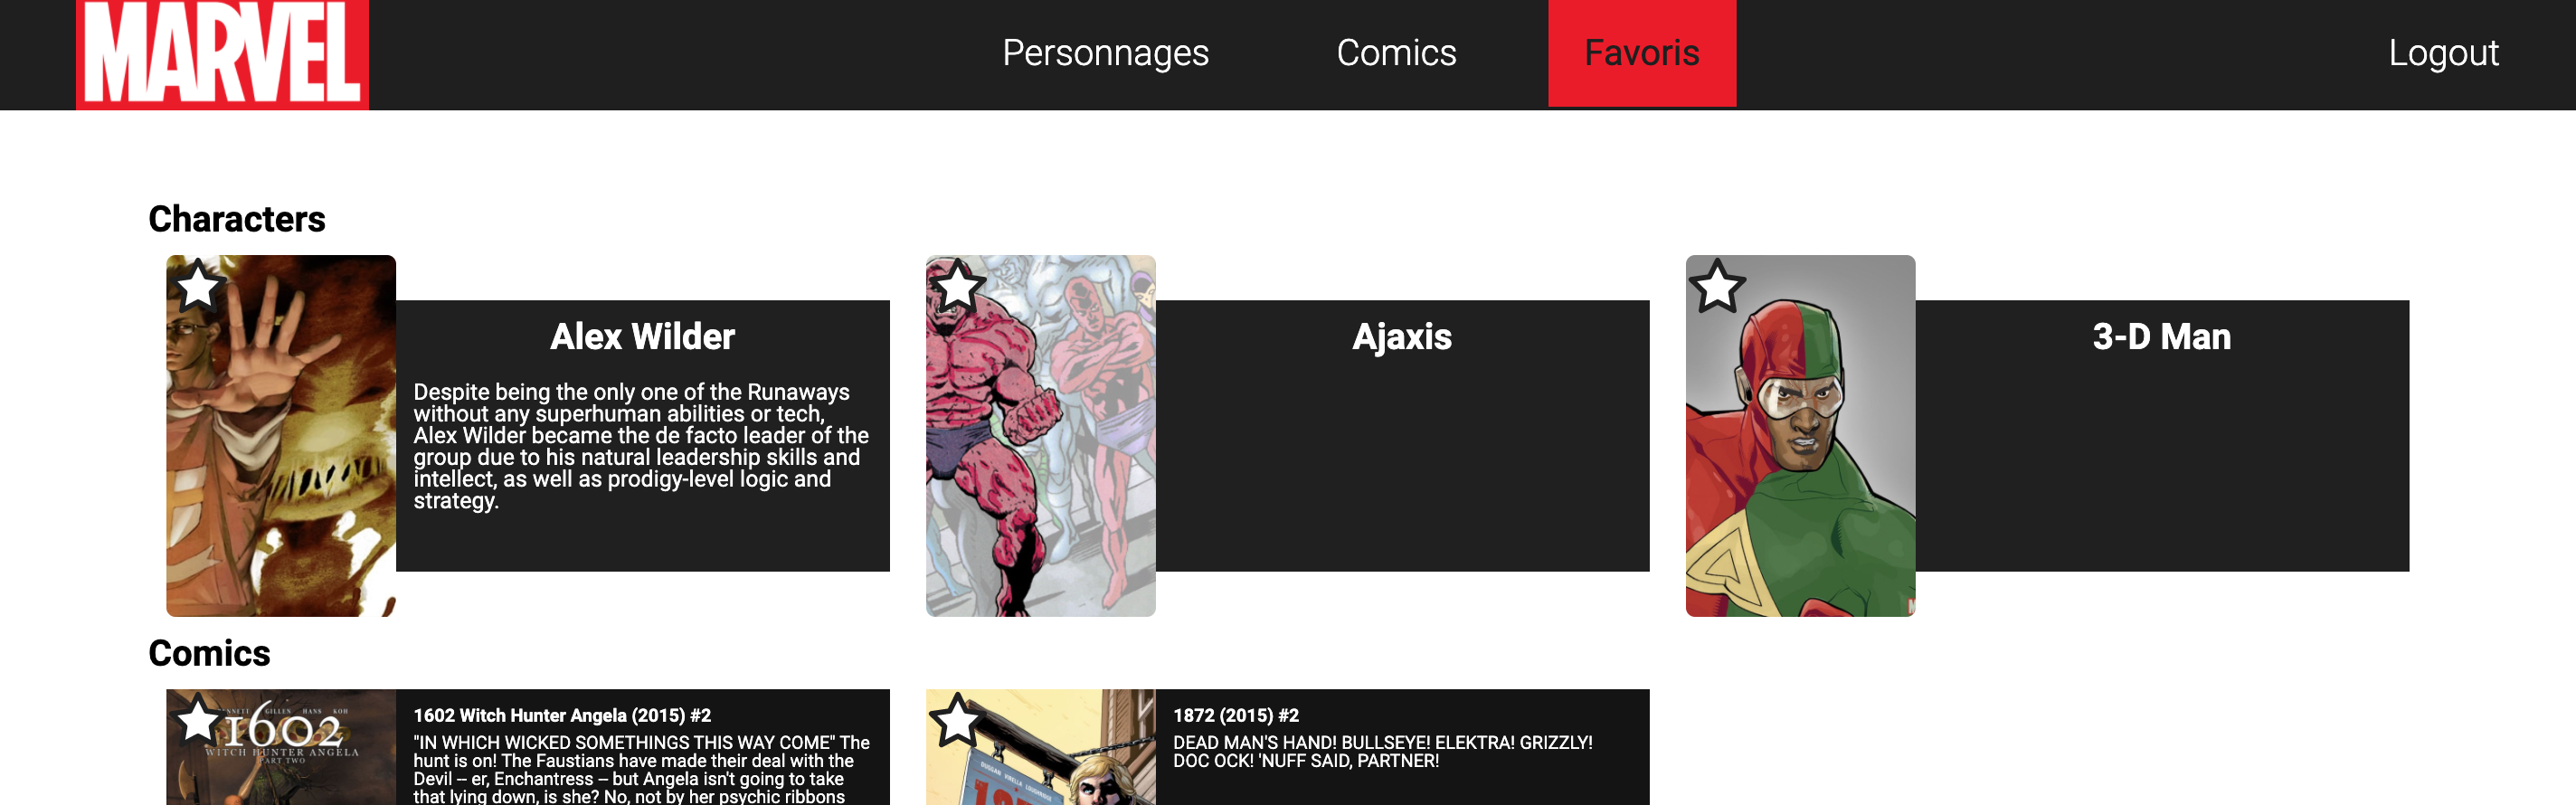 MARVEL
Personnages
Comics
Favoris
Logout
Characters
Alex Wilder
Despite being the only one of the Runaways
without any superhuman abilities or tech,
Alex Wilder became the de facto leader of the
group due to his natural leadership skills and
intellect, as well as prodigy-level logic and
strategy.
Ajaxis
3-D Man
Comics
GILLEN HANS KOH
1602
WITCH HUNTER ANGELA
PART TWO
1602 Witch Hunter Angela (2015) #2
"IN WHICH WICKED SOMETHINGS THIS WAY COME" The
hunt is on! The Faustians have made their deal with the
Devil – er, Enchantress – but Angela isn't going to take
that lying down, is she? No, not by her psychic ribbons
DUGGAN VIRELLA LOUGHRIDGE
1872 (2015) #2
DEAD MAN'S HAND! BULLSEYE! ELEKTRA! GRIZZLY!
DOC OCK! 'NUFF SAID, PARTNER!